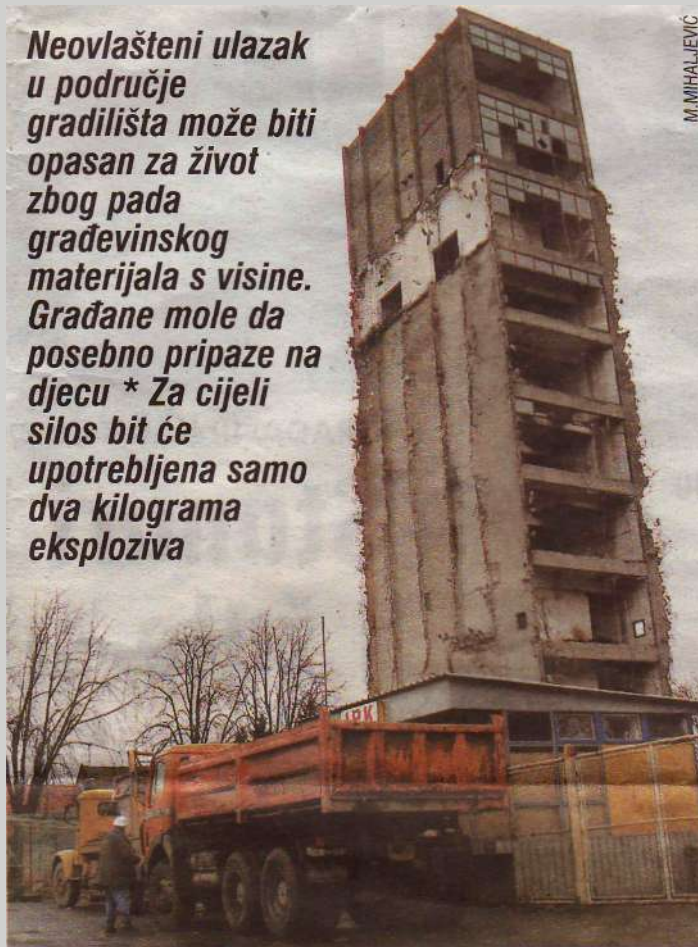 Neovlašteni ulazak
u područje
gradilišta može biti
opasan za život
zbog pada
građevinskog
materijala s visine.
Građane mole da
posebno pripaze na
djecu * Za cijeli
silos bit će
upotrebljena samo
dva kilograma
eksploziva
M.MIHALJEVIĆ
IPK